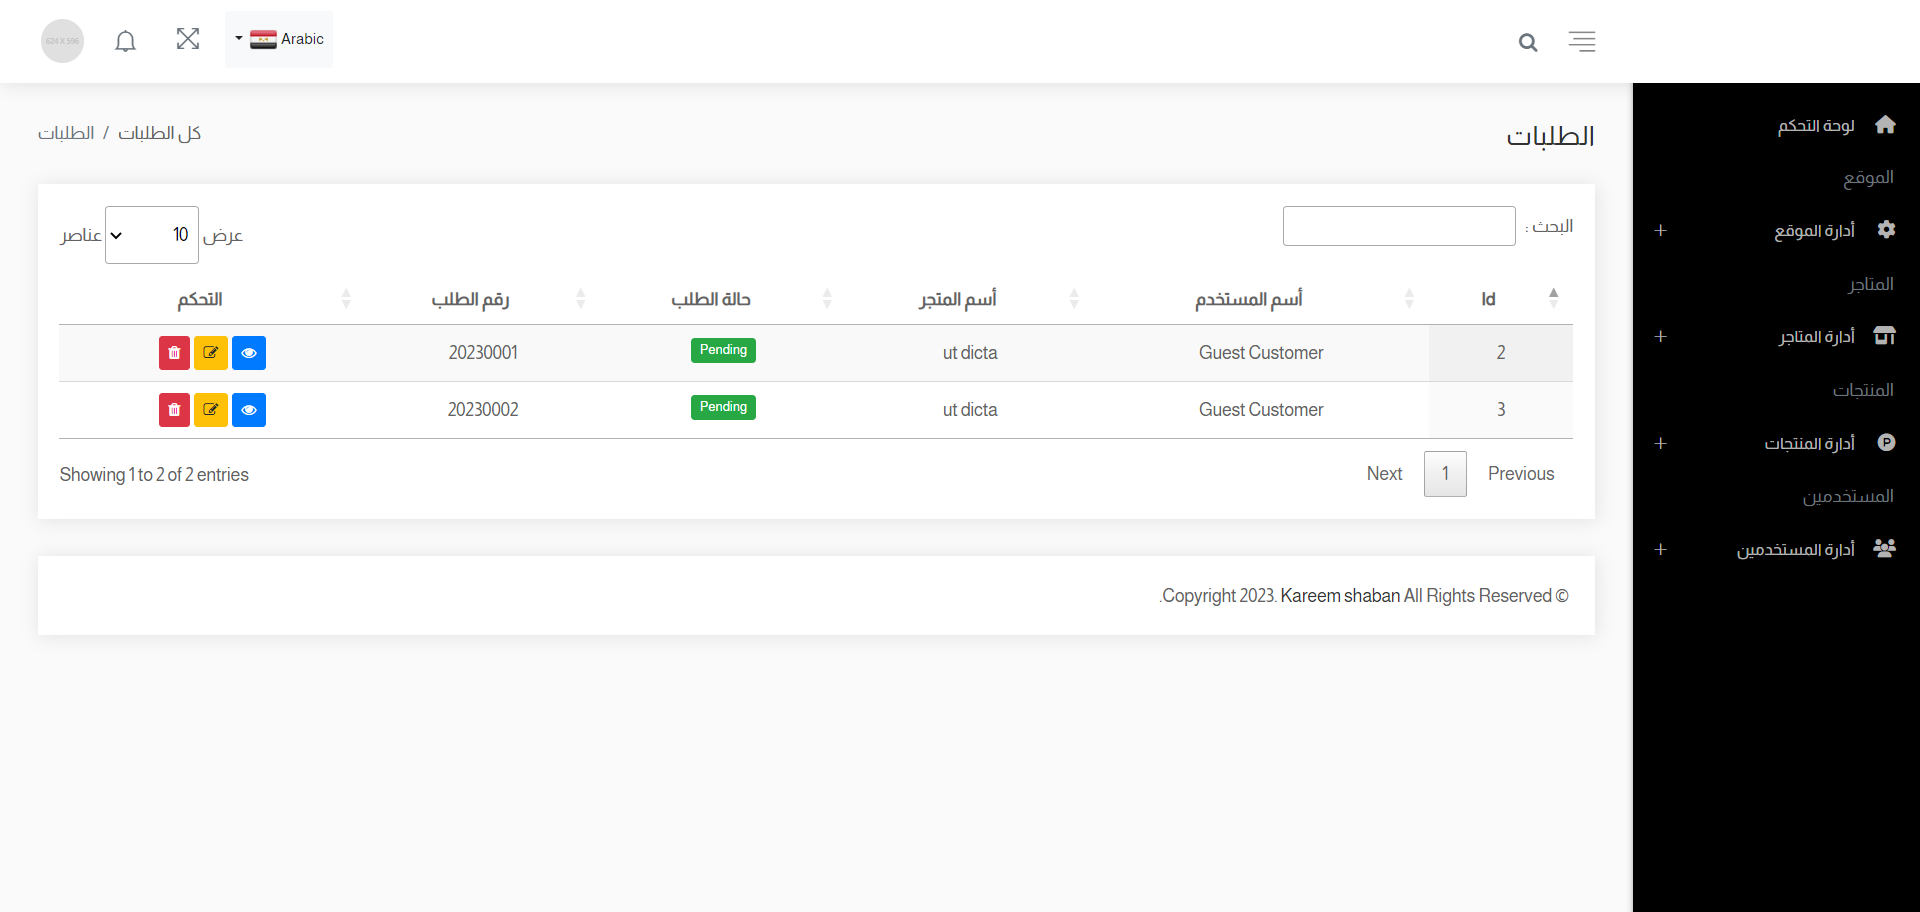 624 X 596
Arabic
لوحة التحكم
الموقع
أدارة الموقع
المتاجر
أدارة المتاجر
المنتجات
أدارة المنتجات
المستخدمين
أدارة المستخدمين
الطلبات
كل الطلبات / الطلبات
البحث :
عرض 10 عناصر
Id أسم المستخدم أسم المتجر حالة الطلب رقم الطلب التحكم
2 Guest Customer ut dicta Pending 20230001
3 Guest Customer ut dicta Pending 20230002
Previous 1 Next
Showing 1 to 2 of 2 entries
.Copyright 2023. Kareem shaban All Rights Reserved ©